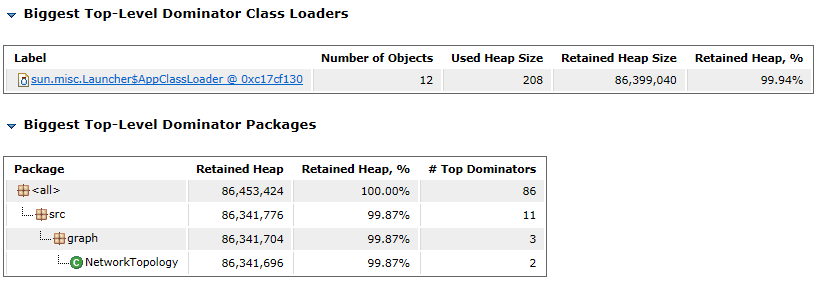 Biggest Top-Level Dominator Class Loaders
Label Number of Objects Used Heap Size Retained Heap Size Retained Heap, %
sun.misc.Launcher$AppClassLoader @ 0xc17cf130 12 208 86,399,040 99.94%
Biggest Top-Level Dominator Packages
Package Retained Heap Retained Heap, % # Top Dominators
<all> 86,453,424 100.00% 86
src 86,341,776 99.87% 11
graph 86,341,704 99.87% 3
C NetworkTopology 86,341,696 99.87% 2